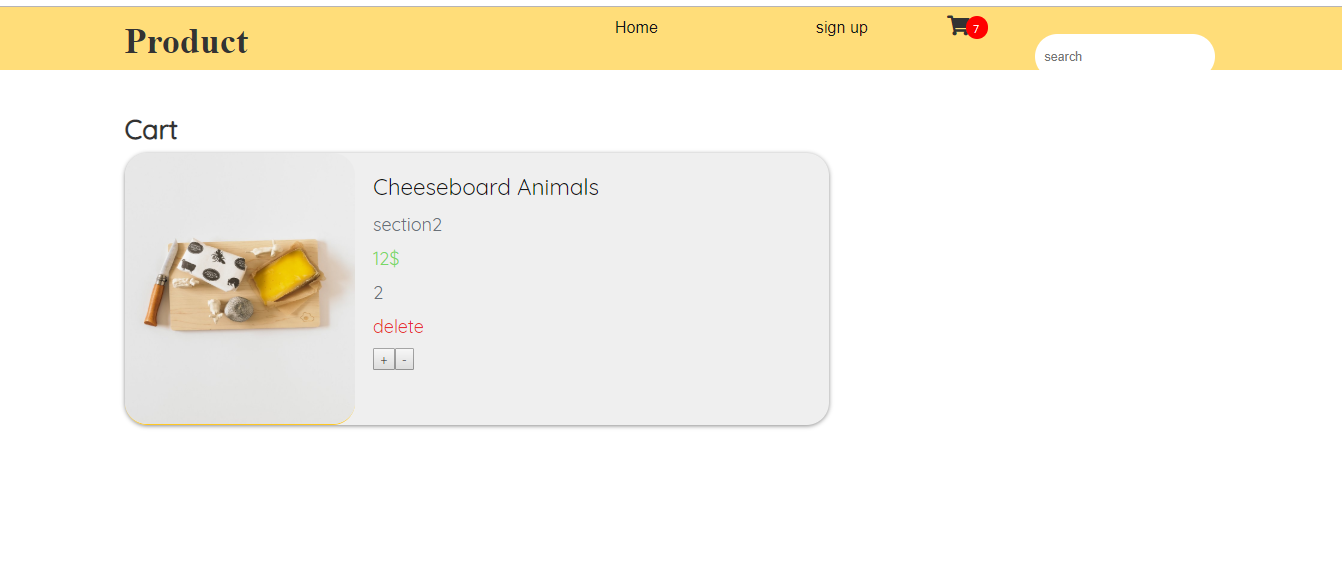 Product
Home
sign up
7
search
Cart
Cheeseboard Animals
section2
12$
2
delete
+ -